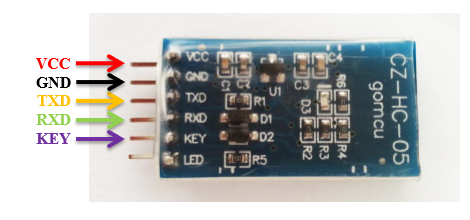 VCC
GND
TXD
RXD
KEY
VCC
GND
TXD
RXD
KEY
LED
C1
C2
U1
C3
C4
R1
D1
D2
R5
D3
R6
R2
R3
R4
CZ-HC-05
gomcu